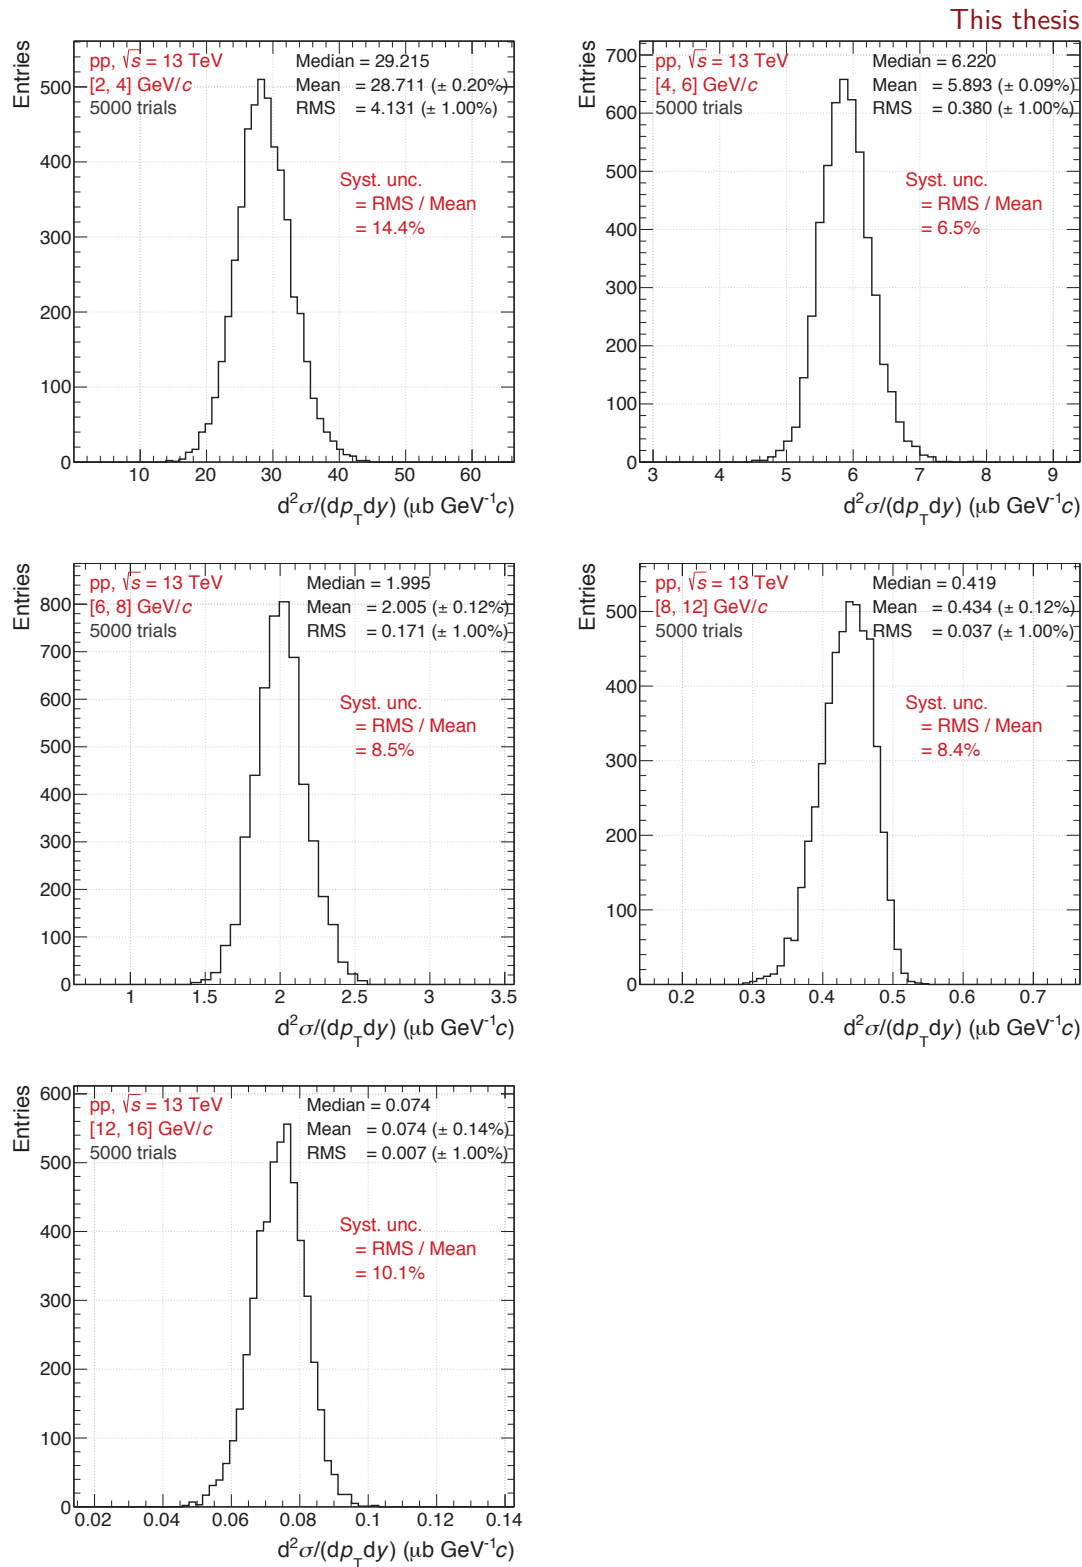 This thesis
Entries
pp, √s = 13 TeV
[2, 4] GeV/c
5000 trials
Median = 29.215
Mean = 28.711 (± 0.20%)
RMS = 4.131 (± 1.00%)
Syst. unc.
= RMS / Mean
= 14.4%
500
400
300
200
100
0
10 20 30 40 50 60
d²σ/(dp_T dy) (μb GeV⁻¹c)
Entries
pp, √s = 13 TeV
[4, 6] GeV/c
5000 trials
Median = 6.220
Mean = 5.893 (± 0.09%)
RMS = 0.380 (± 1.00%)
Syst. unc.
= RMS / Mean
= 6.5%
700
600
500
400
300
200
100
0
3 4 5 6 7 8 9
d²σ/(dp_T dy) (μb GeV⁻¹c)
Entries
pp, √s = 13 TeV
[6, 8] GeV/c
5000 trials
Median = 1.995
Mean = 2.005 (± 0.12%)
RMS = 0.171 (± 1.00%)
Syst. unc.
= RMS / Mean
= 8.5%
800
700
600
500
400
300
200
100
0
1 1.5 2 2.5 3 3.5
d²σ/(dp_T dy) (μb GeV⁻¹c)
Entries
pp, √s = 13 TeV
[8, 12] GeV/c
5000 trials
Median = 0.419
Mean = 0.434 (± 0.12%)
RMS = 0.037 (± 1.00%)
Syst. unc.
= RMS / Mean
= 8.4%
500
400
300
200
100
0
0.2 0.3 0.4 0.5 0.6 0.7
d²σ/(dp_T dy) (μb GeV⁻¹c)
Entries
pp, √s = 13 TeV
[12, 16] GeV/c
5000 trials
Median = 0.074
Mean = 0.074 (± 0.14%)
RMS = 0.007 (± 1.00%)
Syst. unc.
= RMS / Mean
= 10.1%
600
500
400
300
200
100
0
0.02 0.04 0.06 0.08 0.1 0.12 0.14
d²σ/(dp_T dy) (μb GeV⁻¹c)